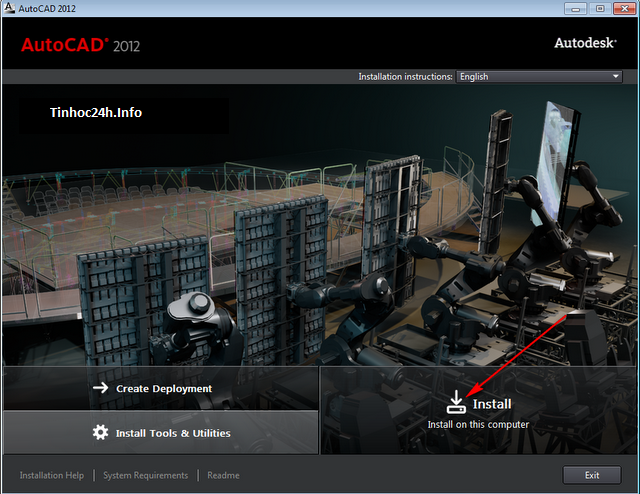 AutoCAD 2012
AutoCAD® 2012
Autodesk®
Installation instructions: English
Tinhoc24h.Info
Create Deployment
Install
Install on this computer
Install Tools & Utilities
Installation Help
System Requirements
Readme
Exit